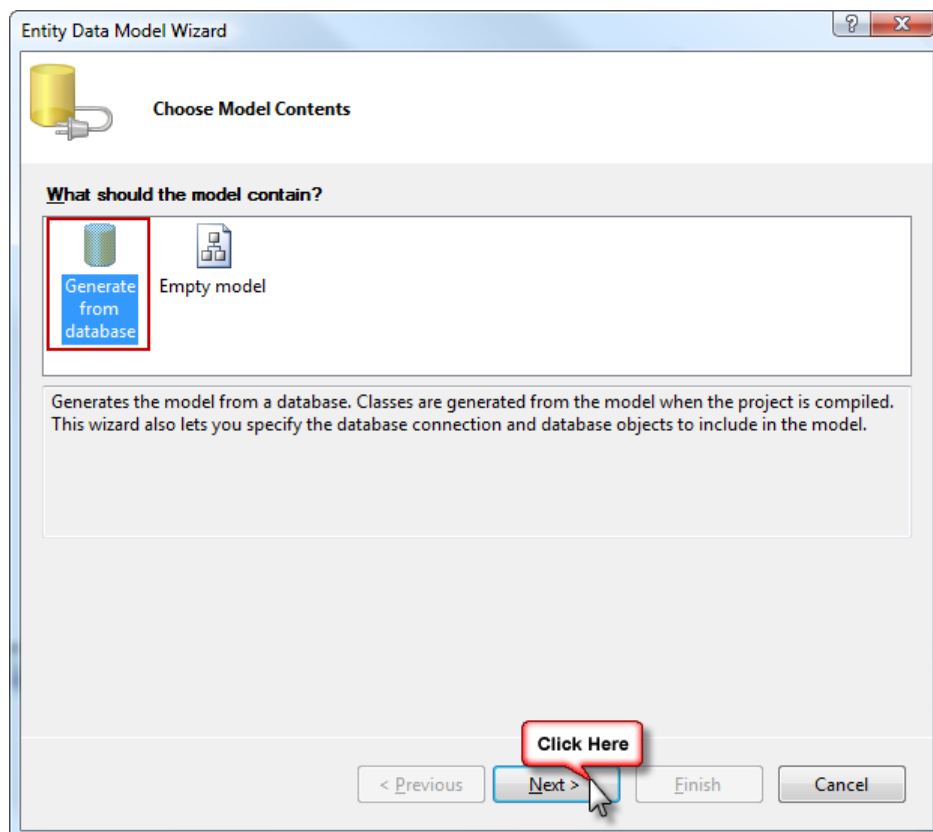 Entity Data Model Wizard
Choose Model Contents
What should the model contain?
Generate
from
database
Empty model
Generates the model from a database. Classes are generated from the model when the project is compiled.
This wizard also lets you specify the database connection and database objects to include in the model.
Click Here
< Previous
Next >
Finish
Cancel